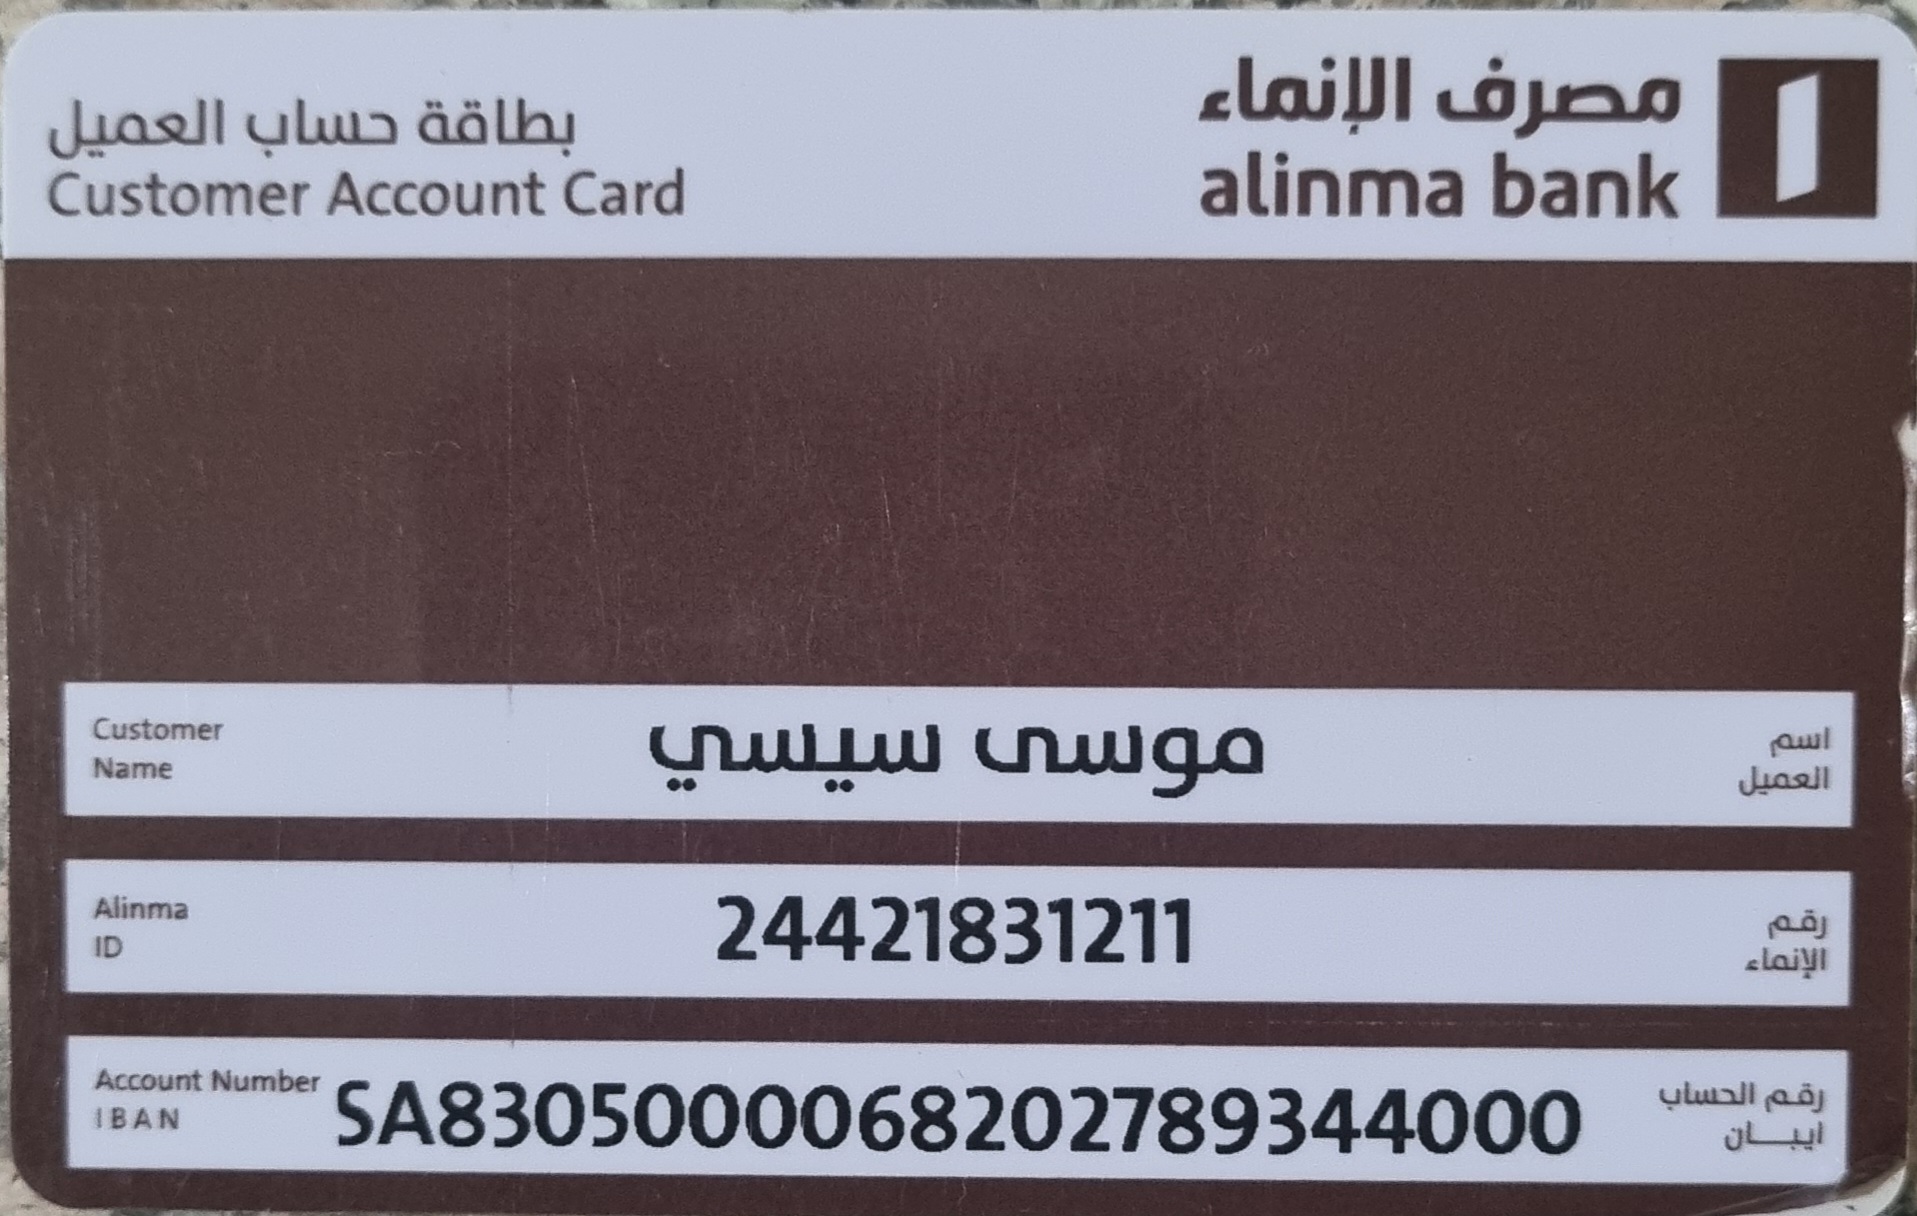 مصرف الإنماء
alinma bank
بطاقة حساب العميل
Customer Account Card
Customer
Name
موسى سيسي
اسم
العميل
Alinma
ID
24421831211
رقم
الإنماء
Account Number
IBAN
SA8305000068202789344000
رقم الحساب
ايبـــان